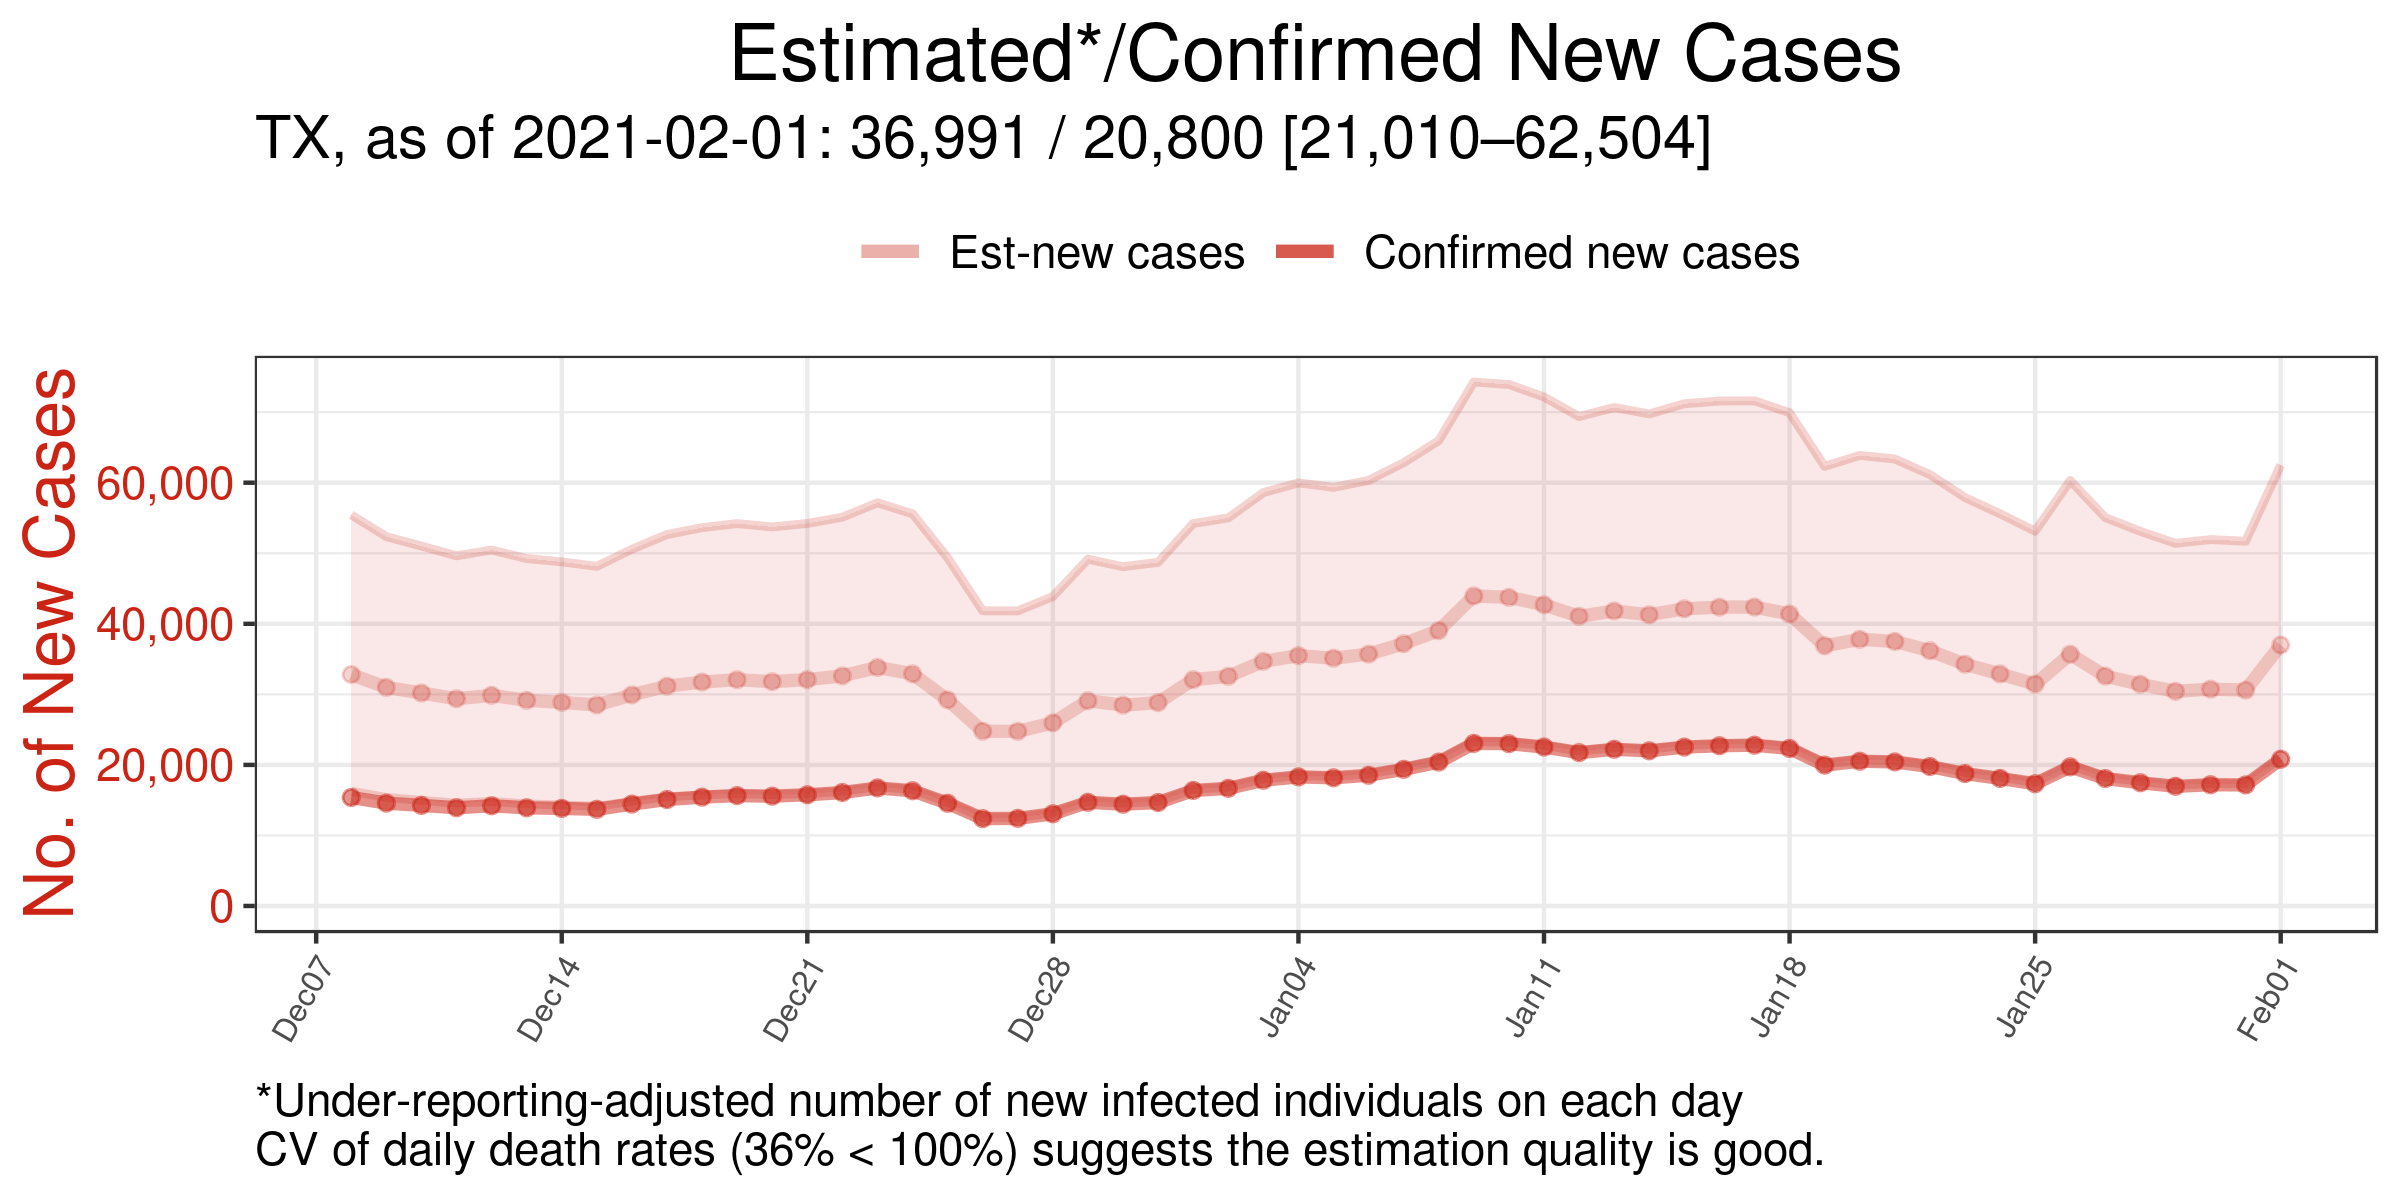 Estimated*/Confirmed New Cases
TX, as of 2021-02-01: 36,991 / 20,800 [21,010–62,504]
Est-new cases
Confirmed new cases
No. of New Cases
60,000
40,000
20,000
0
Dec07
Dec14
Dec21
Dec28
Jan04
Jan11
Jan18
Jan25
Feb01
*Under-reporting-adjusted number of new infected individuals on each day
CV of daily death rates (36% < 100%) suggests the estimation quality is good.